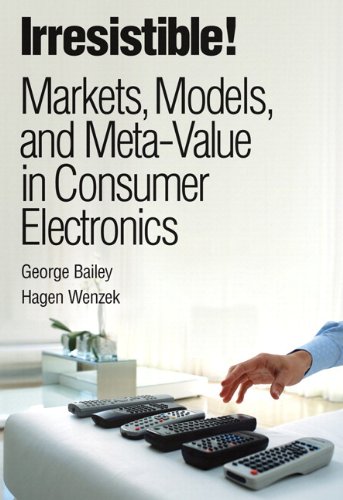 Irresistible!
Markets, Models,
and Meta-Value
in Consumer
Electronics
George Bailey
Hagen Wenzek